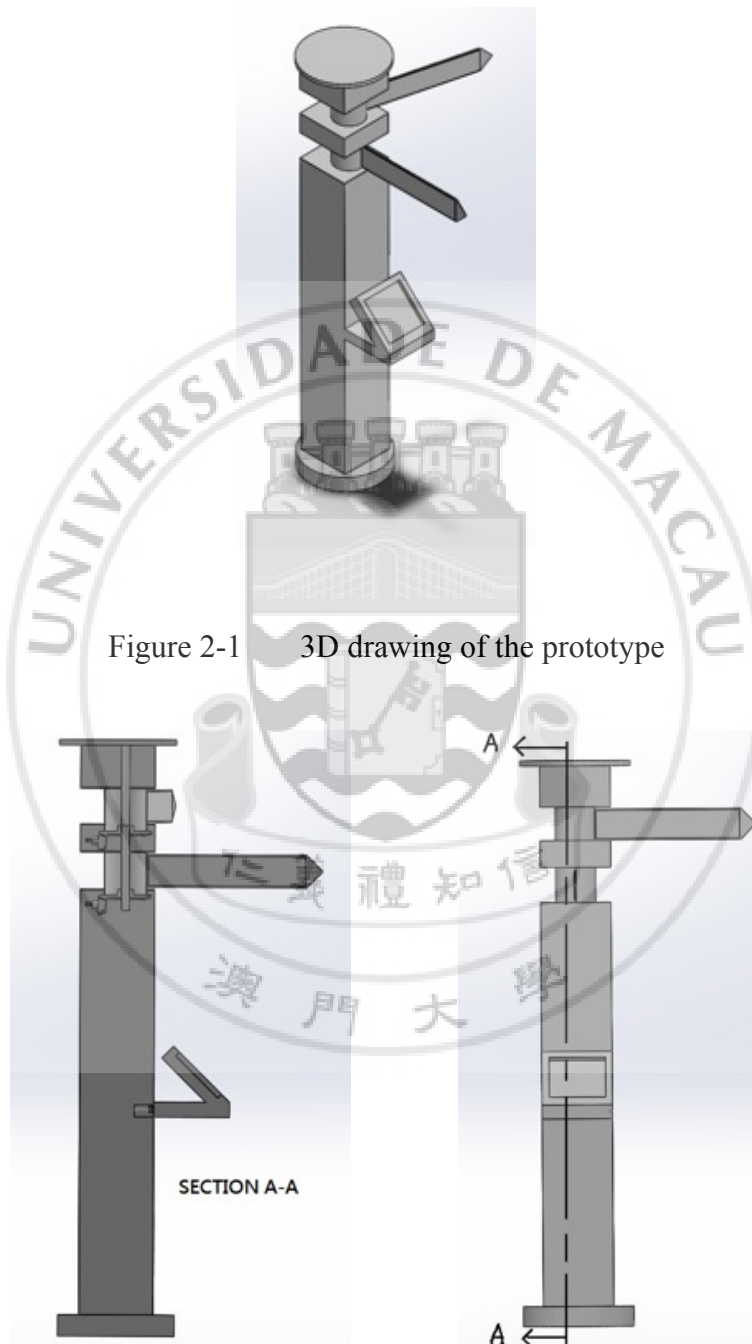 UNIVERSIDADE DE MACAU
Figure 2-1 3D drawing of the prototype
A
仁義禮知信
澳門大學
SECTION A-A
A